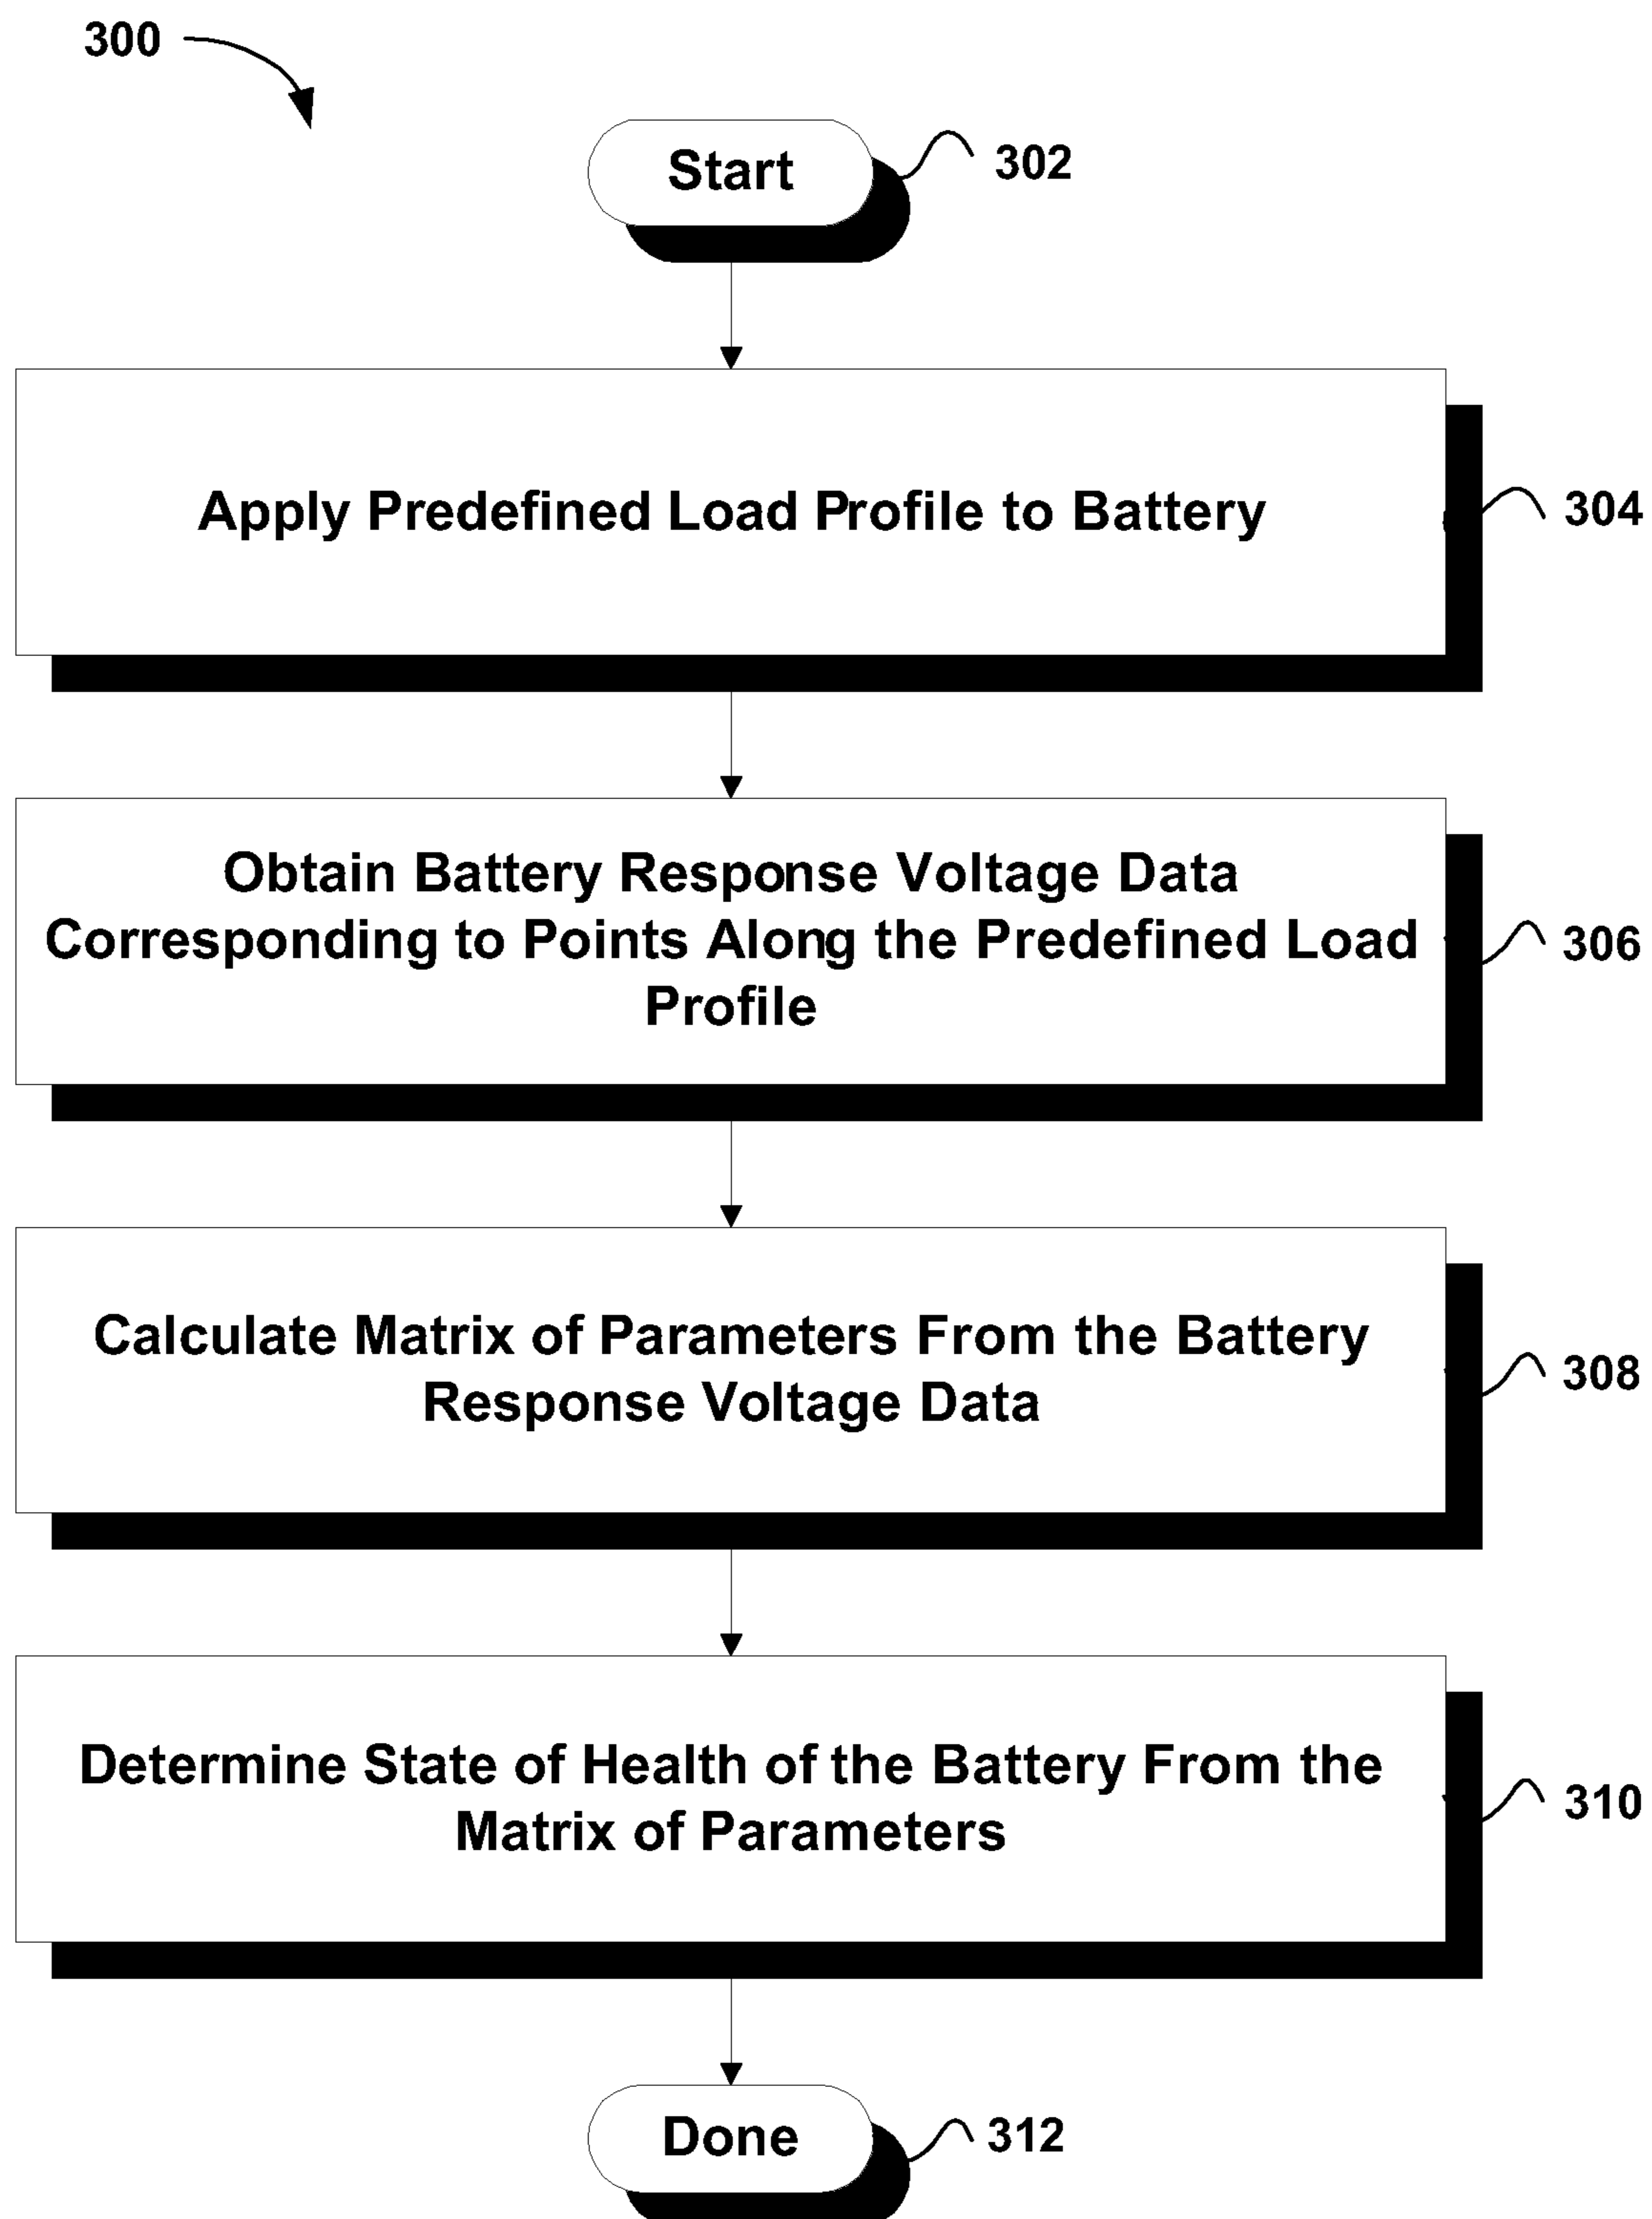 300
Start
302
Apply Predefined Load Profile to Battery
304
Obtain Battery Response Voltage Data
Corresponding to Points Along the Predefined Load
Profile
306
Calculate Matrix of Parameters From the Battery
Response Voltage Data
308
Determine State of Health of the Battery From the
Matrix of Parameters
310
Done
312